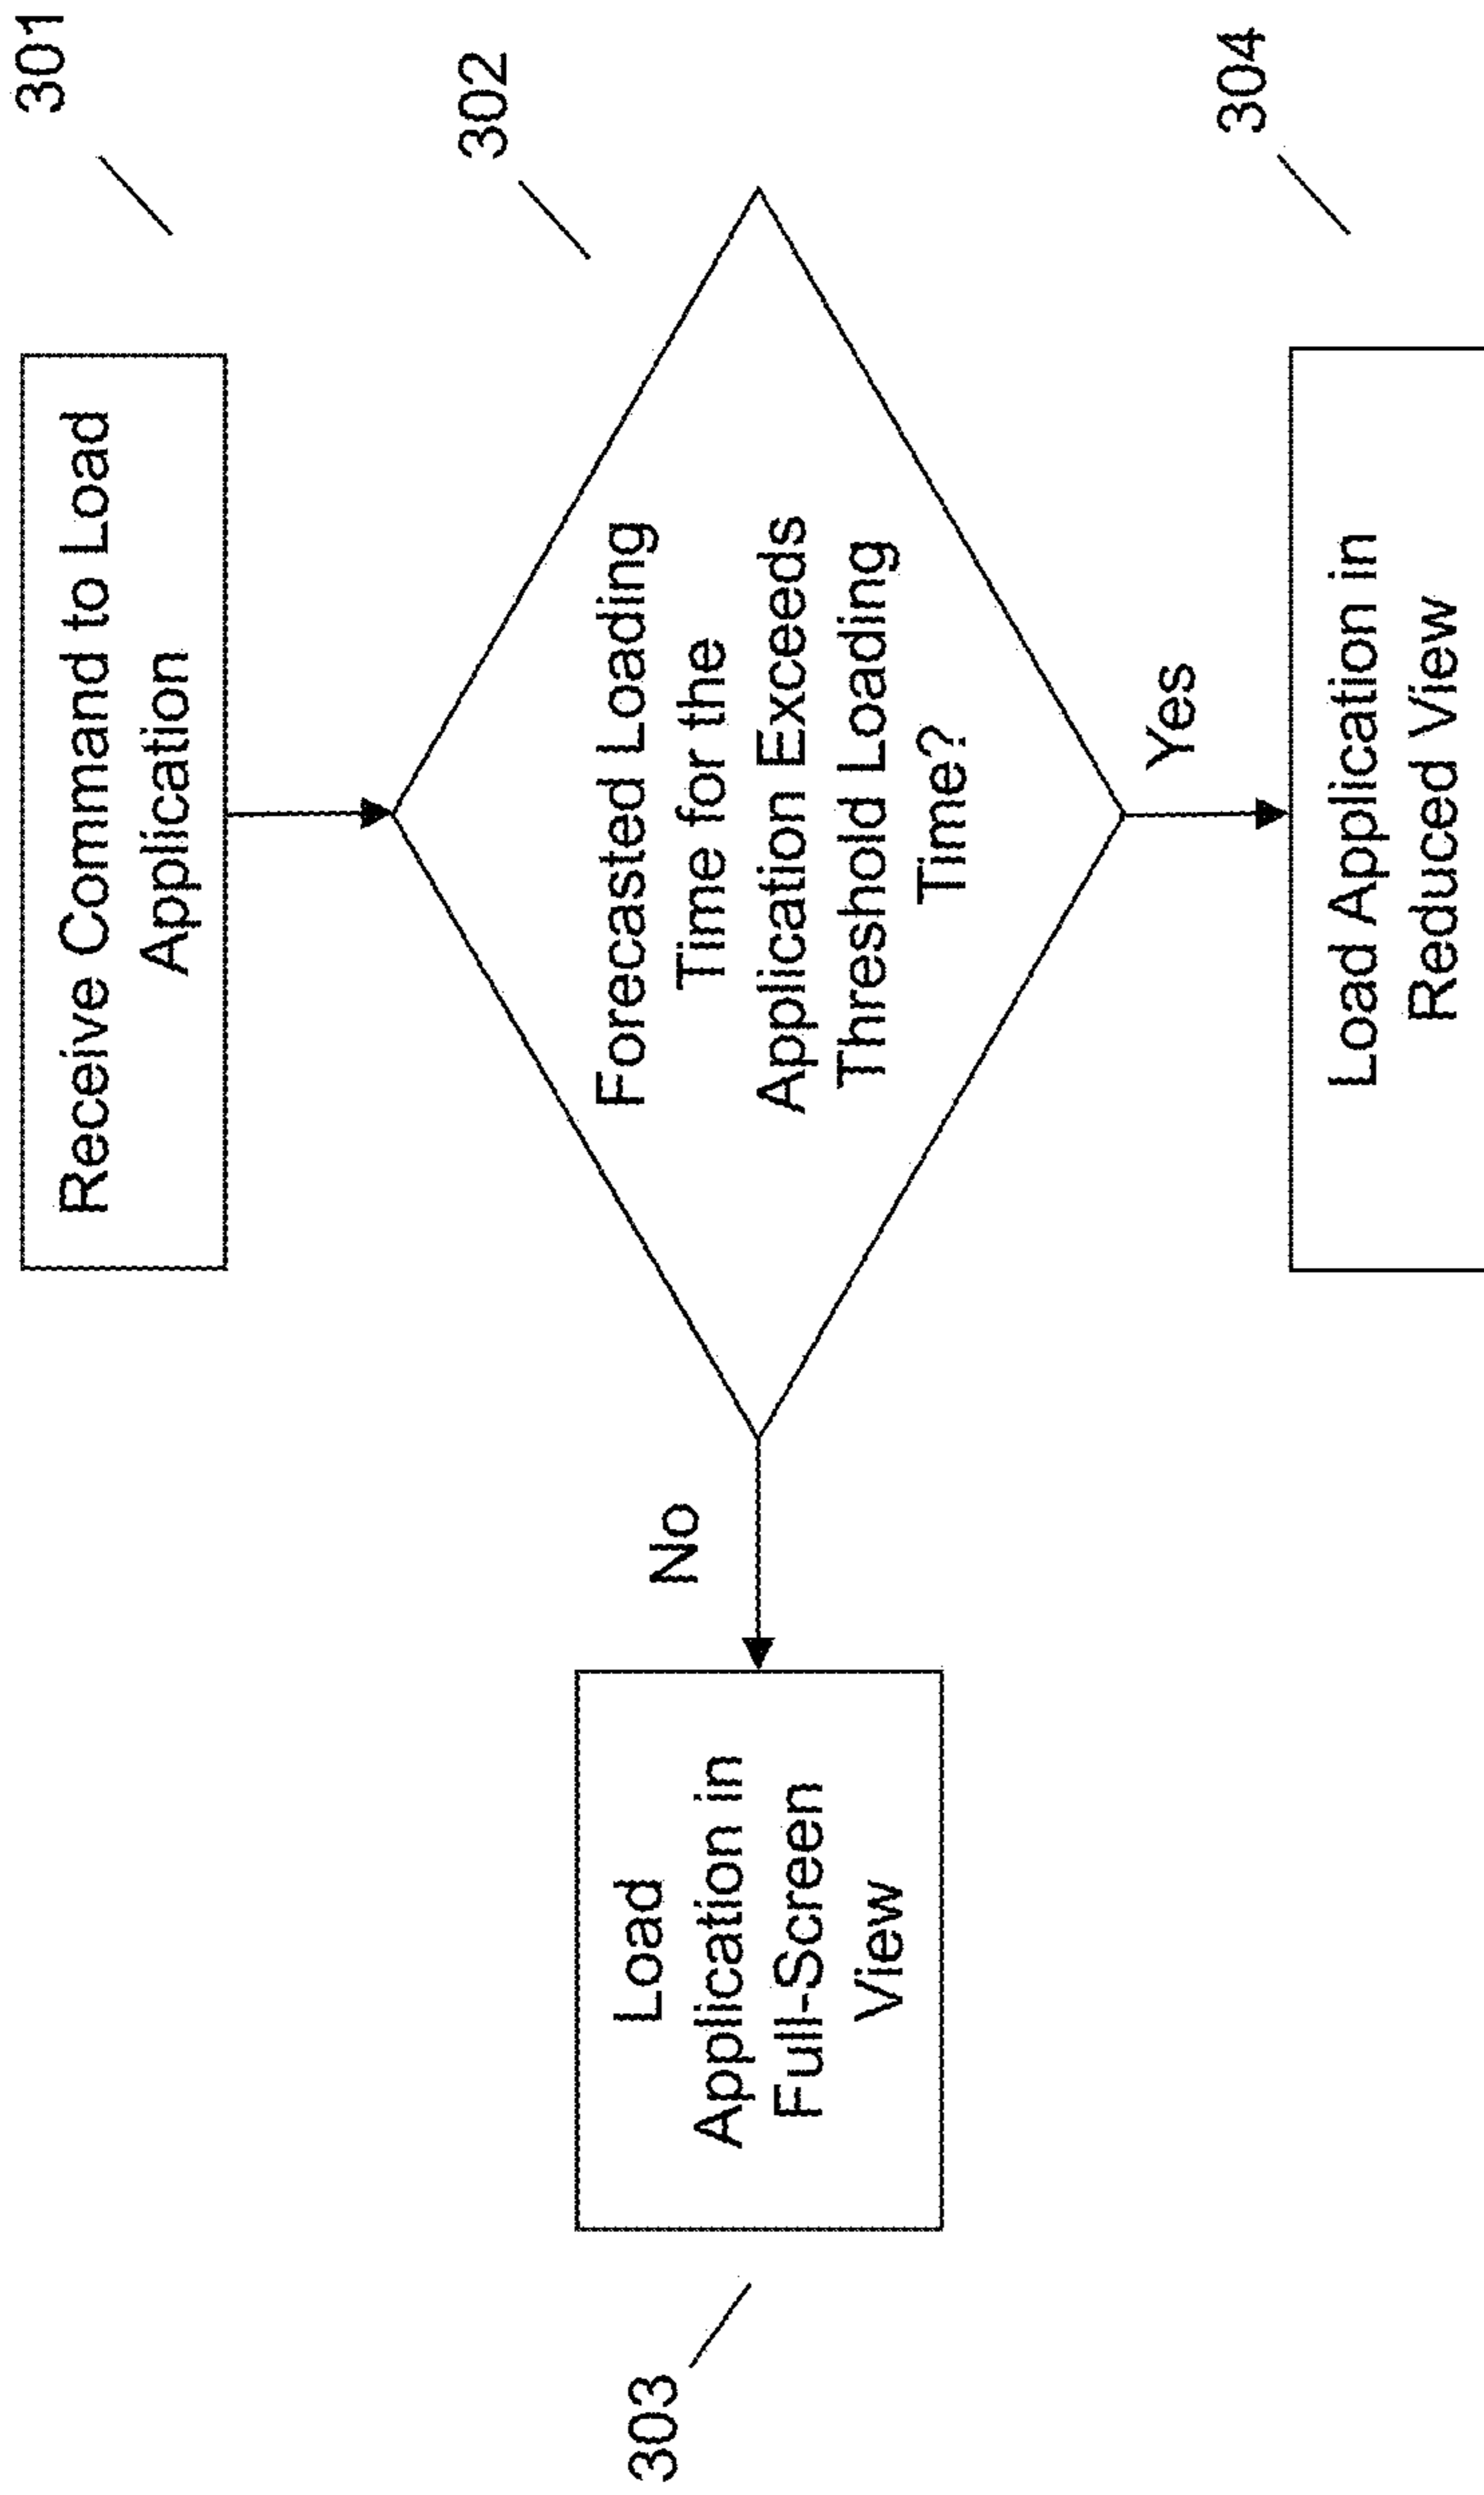 301
Receive Command to Load
Application
302
Forecasted Loading
Time for the
Application Exceeds
Threshold Loading
Time?
No
Load
Application in
Full-Screen
View
303
Yes
304
Load Application in
Reduced View